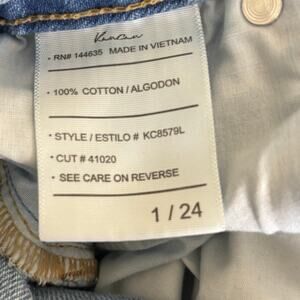 KanCan
• RN# 144635 MADE IN VIETNAM
• 100% COTTON / ALGODON
• STYLE / ESTILO # KC8579L
• CUT # 41020
• SEE CARE ON REVERSE
1 / 24